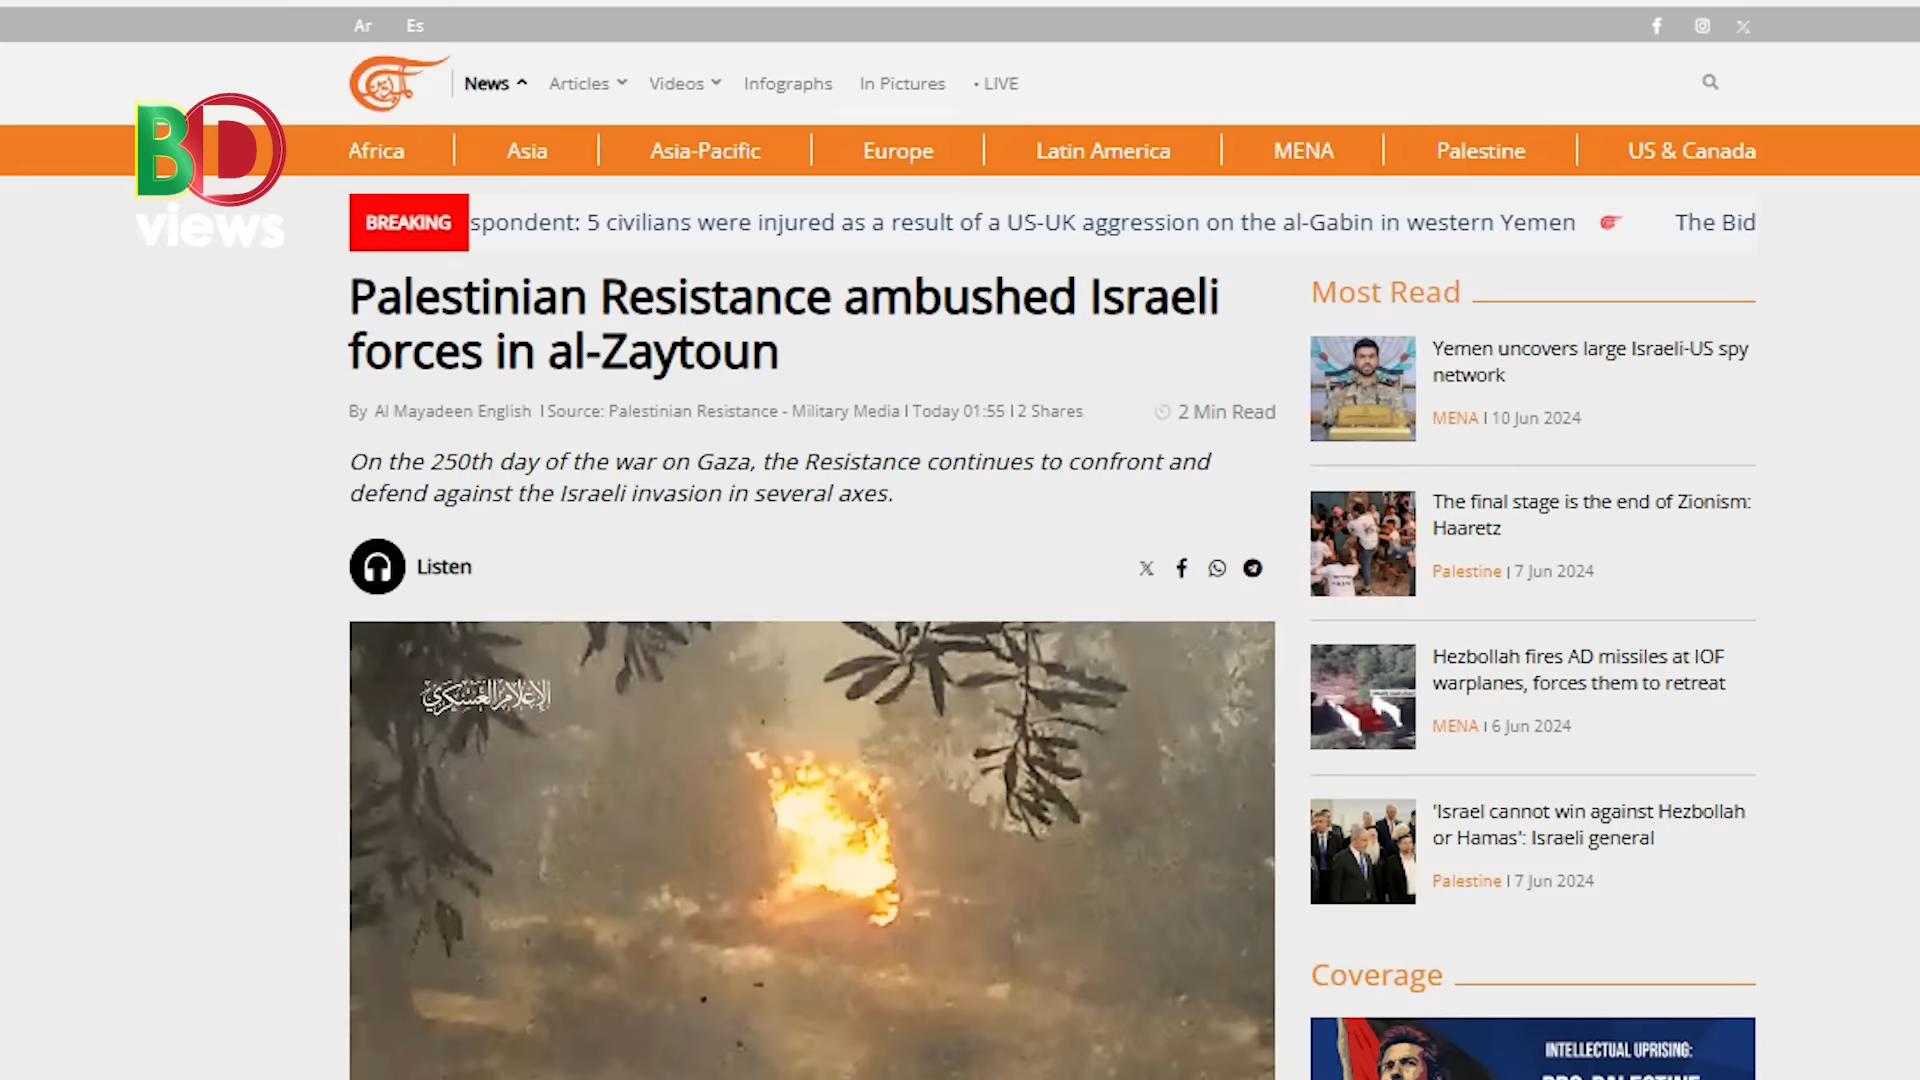 Ar Es
News Articles Videos Infographics In Pictures • LIVE
BD
views
Africa Asia Asia-Pacific Europe Latin America MENA Palestine US & Canada
BREAKING spondent: 5 civilians were injured as a result of a US-UK aggression on the al-Gabin in western Yemen The Bid
Palestinian Resistance ambushed Israeli
forces in al-Zaytoun
By Al Mayadeen English | Source: Palestinian Resistance - Military Media | Today 01:55 | 2 Shares
2 Min Read
On the 250th day of the war on Gaza, the Resistance continues to confront and
defend against the Israeli invasion in several axes.
Listen
الإعلام العسكري
Most Read
Yemen uncovers large Israeli-US spy
network
MENA | 10 Jun 2024
The final stage is the end of Zionism:
Haaretz
Palestine | 7 Jun 2024
Hezbollah fires AD missiles at IOF
warplanes, forces them to retreat
MENA | 6 Jun 2024
'Israel cannot win against Hezbollah
or Hamas': Israeli general
Palestine | 7 Jun 2024
Coverage
INTELLECTUAL UPRISING:
PRO-PALESTINE